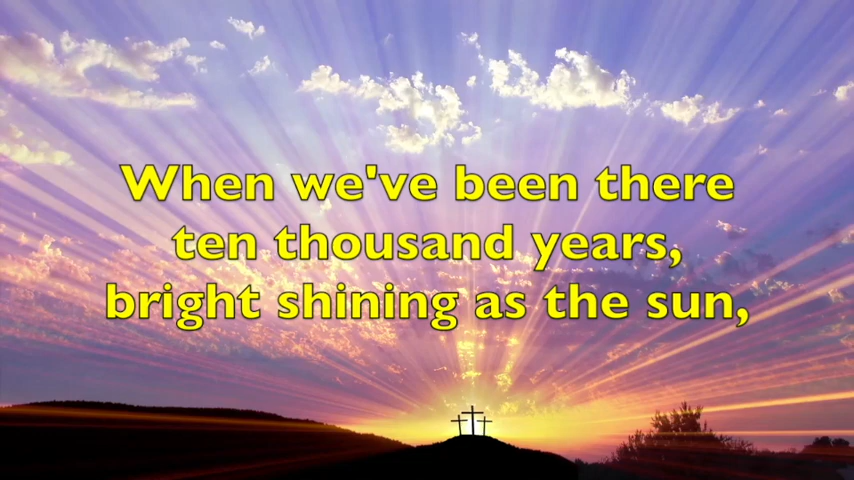 When we've been there
ten thousand years,
bright shining as the sun,